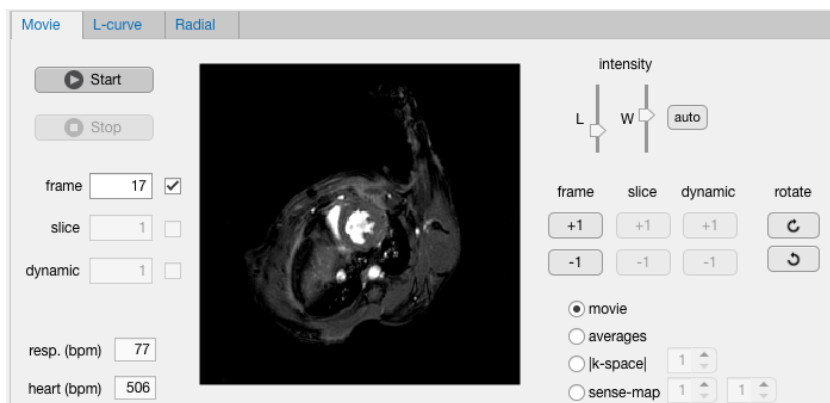 Movie L-curve Radial
Start
Stop
frame 17
slice 1
dynamic 1
resp. (bpm) 77
heart (bpm) 506
intensity
L W auto
frame slice dynamic rotate
+1 +1 +1
-1 -1 -1
movie
averages
|k-space| 1
sense-map 1 1